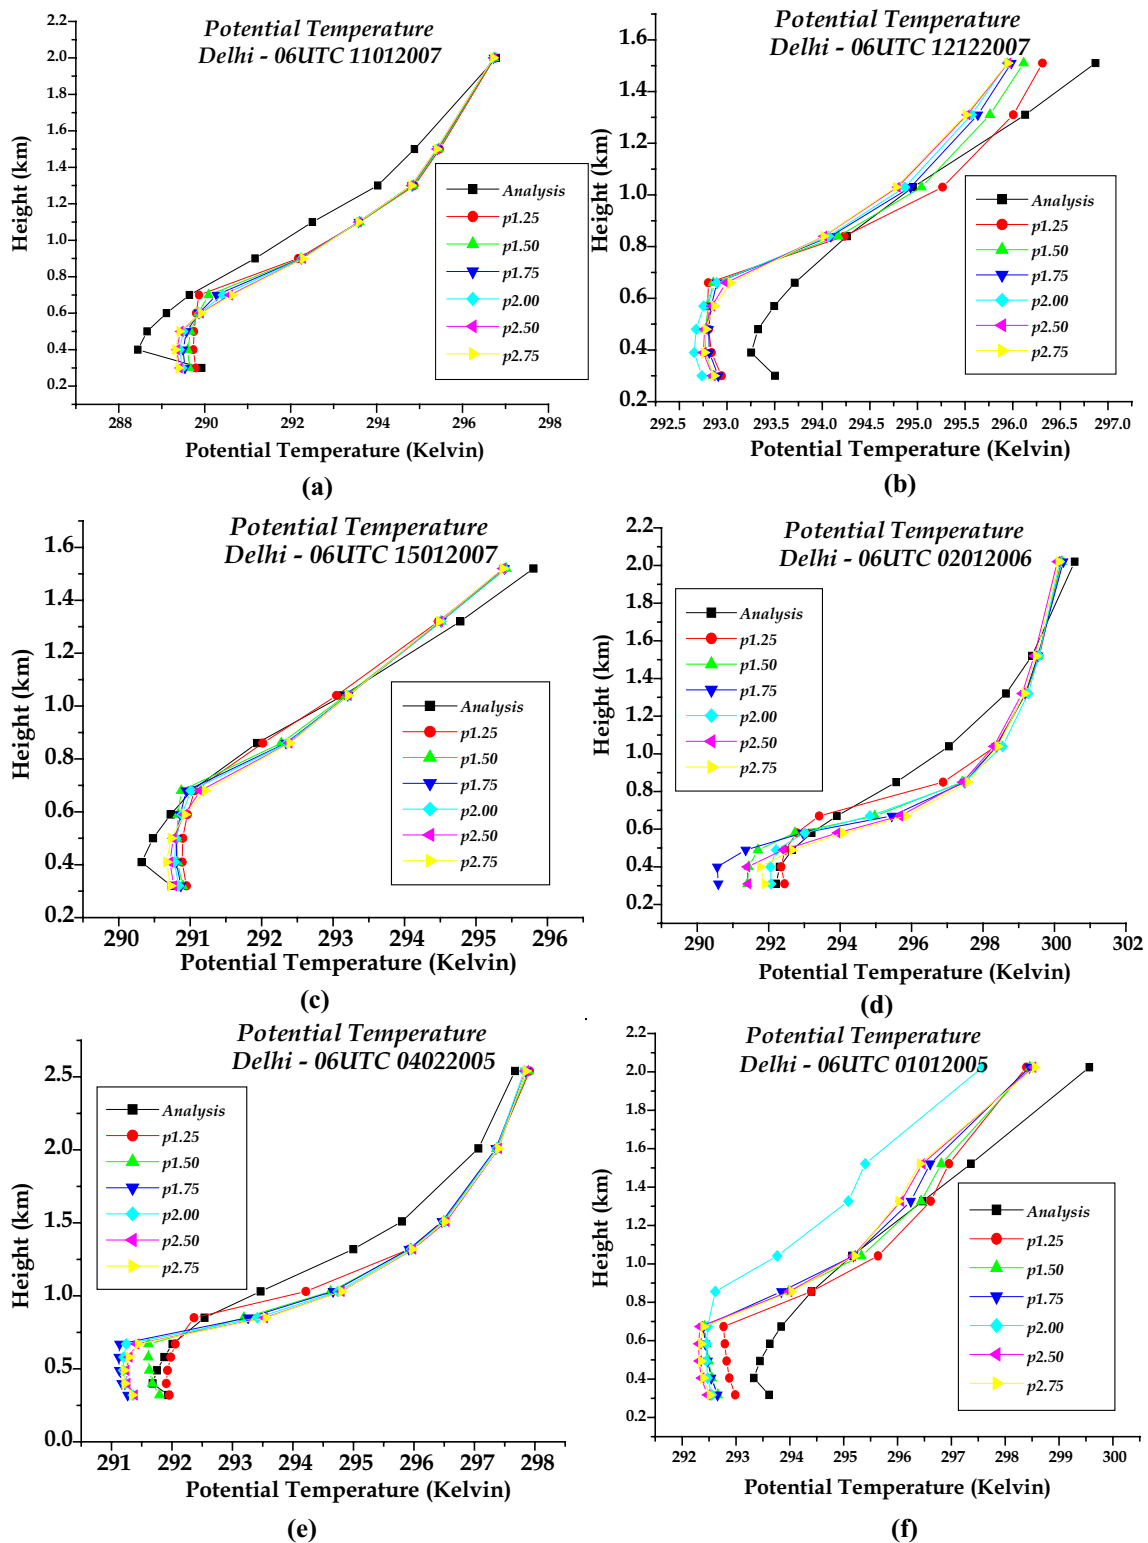 Potential Temperature
Delhi - 06UTC 11012007
Height (km)
2.0
1.8
1.6
1.4
1.2
1.0
0.9
0.7
0.5
0.3
Analysis
p1.25
p1.50
p1.75
p2.00
p2.50
p2.75
288 290 292 294 296 298
Potential Temperature (Kelvin)
(a)
Potential Temperature
Delhi - 06UTC 12122007
Height (km)
1.6
1.4
1.2
1.0
0.8
0.6
0.4
0.2
Analysis
p1.25
p1.50
p1.75
p2.00
p2.50
p2.75
292.5 293.0 293.5 294.0 294.5 295.0 295.5 296.0 296.5 297.0
Potential Temperature (Kelvin)
(b)
Potential Temperature
Delhi - 06UTC 15012007
Height (km)
1.6
1.4
1.2
1.0
0.8
0.6
0.4
0.2
Analysis
p1.25
p1.50
p1.75
p2.00
p2.50
p2.75
290 291 292 293 294 295 296
Potential Temperature (Kelvin)
(c)
Potential Temperature
Delhi - 06UTC 02012006
Height (km)
2.2
2.0
1.8
1.6
1.4
1.2
1.0
0.8
0.6
0.4
0.2
Analysis
p1.25
p1.50
p1.75
p2.00
p2.50
p2.75
290 292 294 296 298 300 302
Potential Temperature (Kelvin)
(d)
Potential Temperature
Delhi - 06UTC 04022005
Height (km)
2.5
2.0
1.5
1.0
0.5
0.0
Analysis
p1.25
p1.50
p1.75
p2.00
p2.50
p2.75
291 292 293 294 295 296 297 298
Potential Temperature (Kelvin)
(e)
Potential Temperature
Delhi - 06UTC 01012005
Height (km)
2.2
2.0
1.8
1.6
1.4
1.2
1.0
0.8
0.6
0.4
0.2
Analysis
p1.25
p1.50
p1.75
p2.00
p2.50
p2.75
292 293 294 295 296 297 298 299 300
Potential Temperature (Kelvin)
(f)